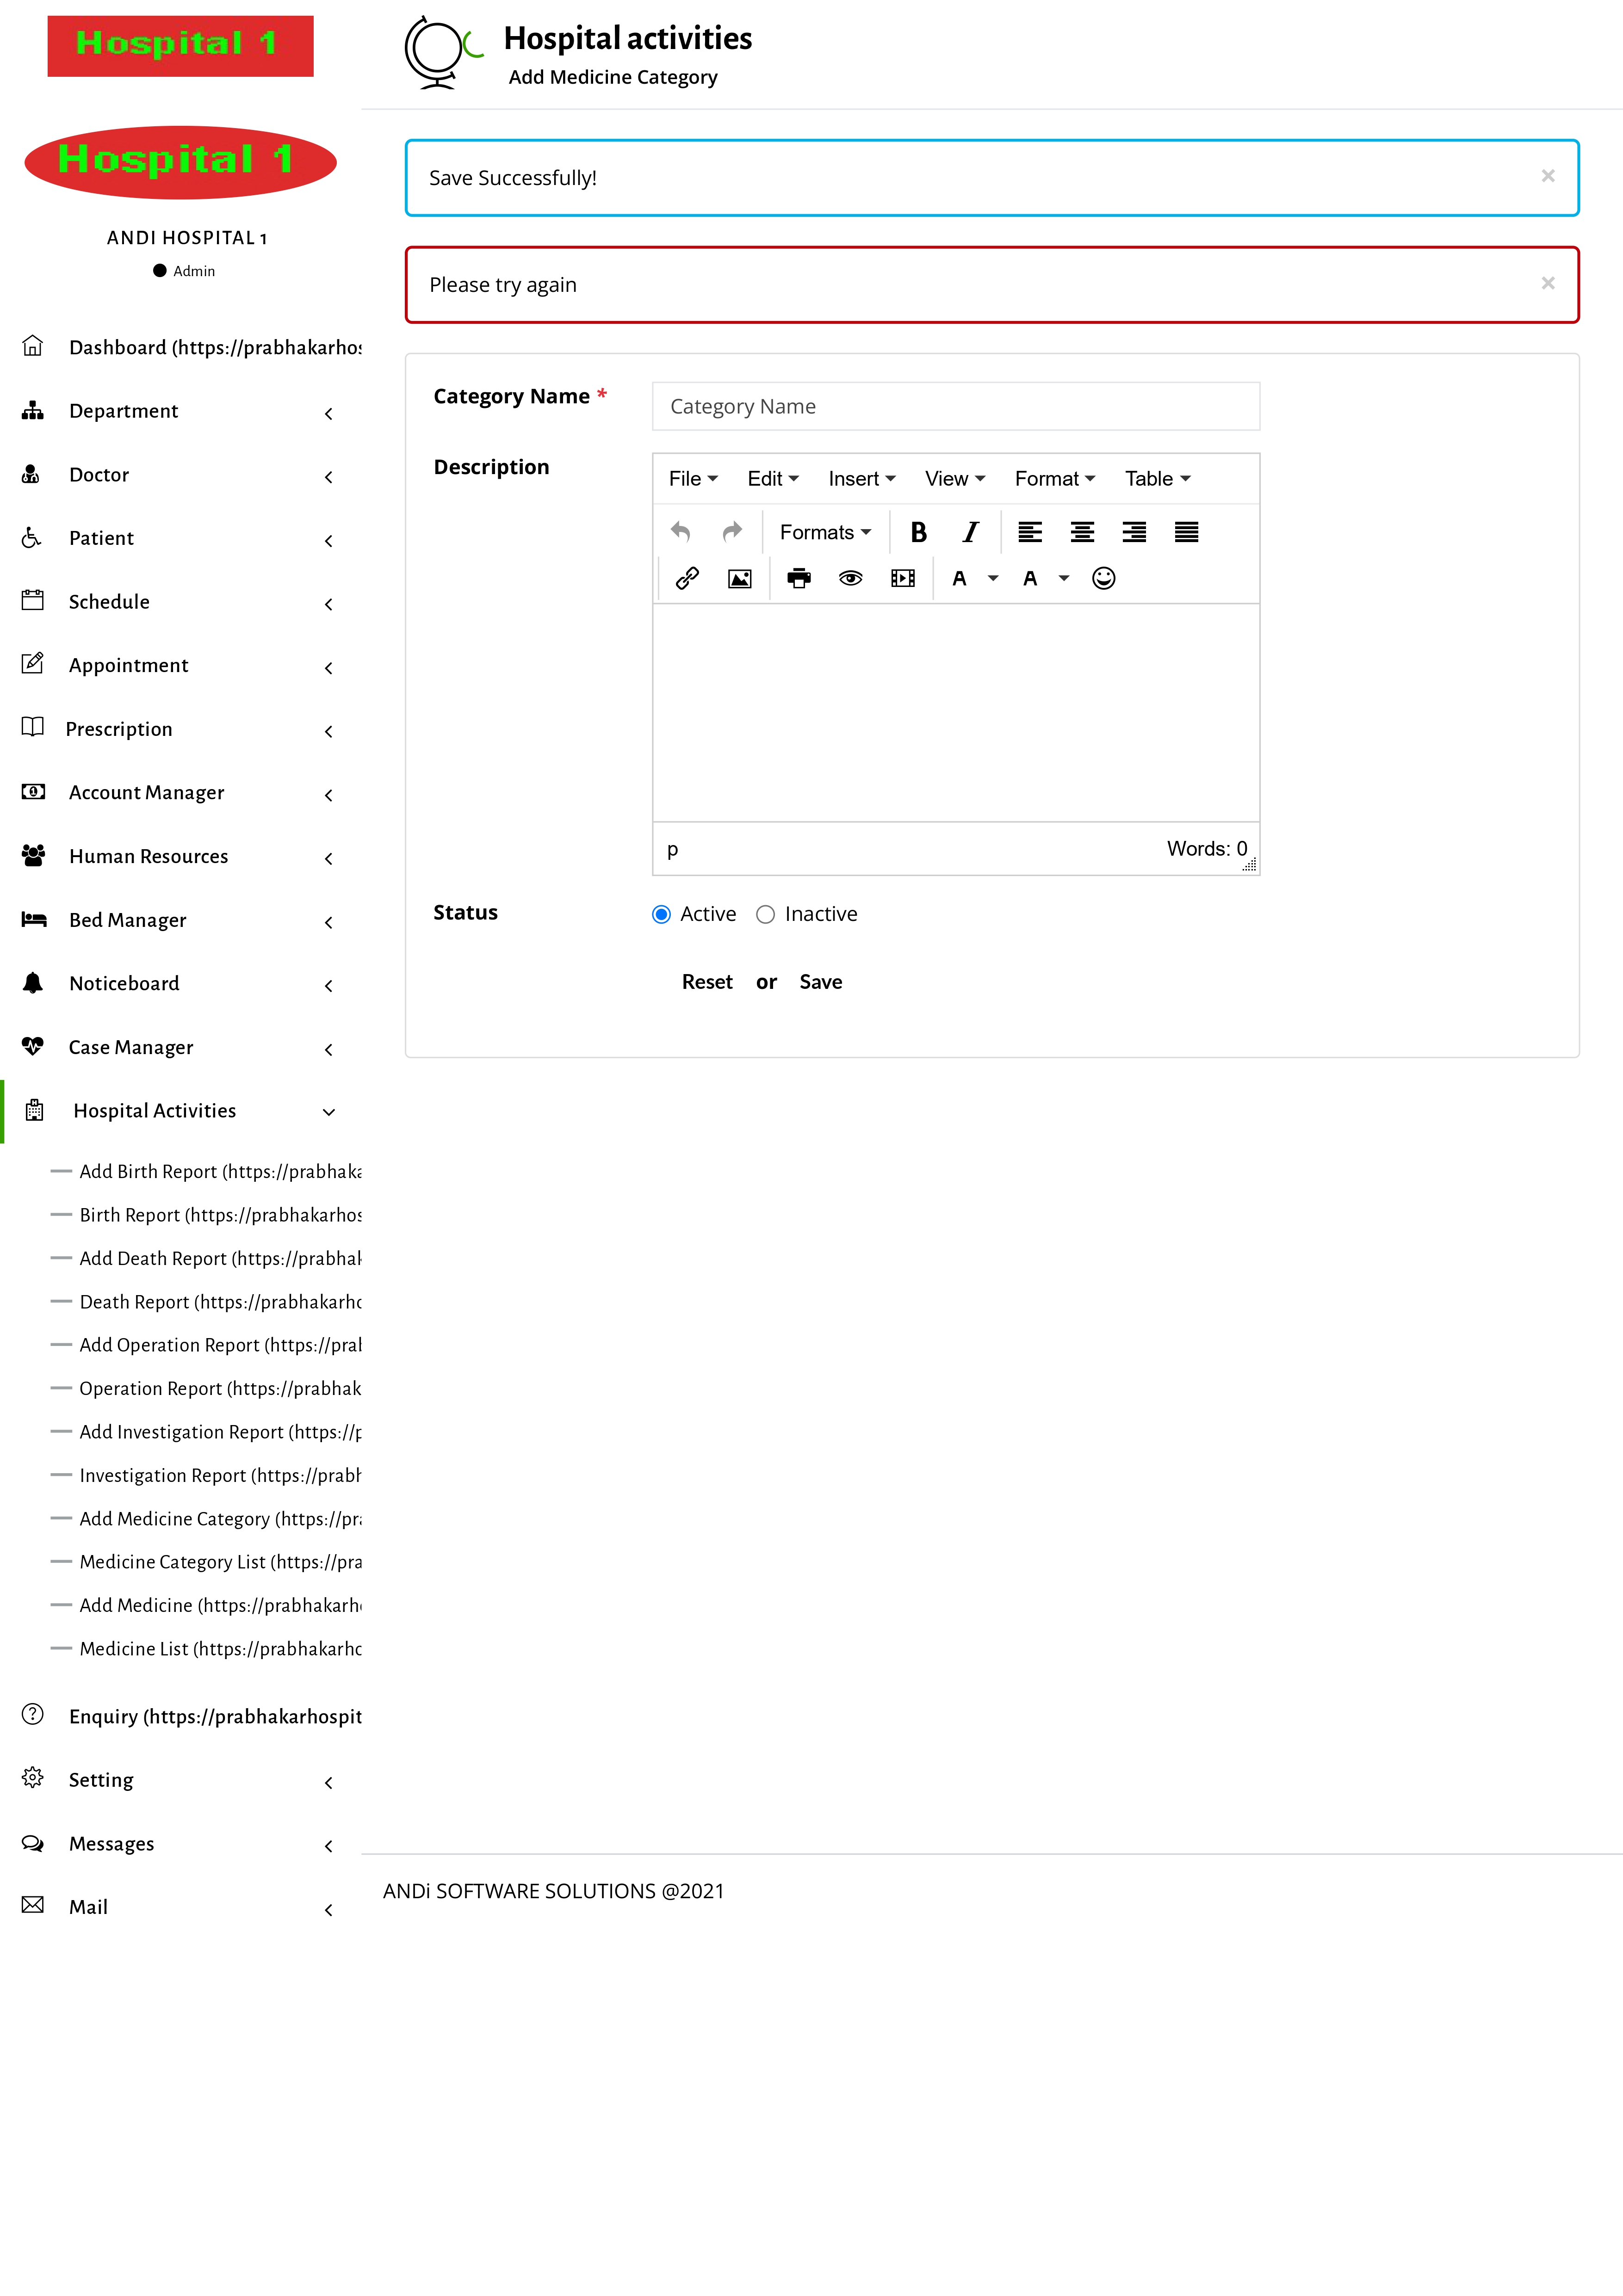 Hospital 1
Hospital 1
ANDI HOSPITAL 1
Admin
Dashboard (https://prabhakarhos
Department
Doctor
Patient
Schedule
Appointment
Prescription
Account Manager
Human Resources
Bed Manager
Noticeboard
Case Manager
Hospital Activities
Add Birth Report (https://prabhaka
Birth Report (https://prabhakarhos
Add Death Report (https://prabhak
Death Report (https://prabhakarho
Add Operation Report (https://prab
Operation Report (https://prabhak
Add Investigation Report (https://p
Investigation Report (https://prabh
Add Medicine Category (https://pra
Medicine Category List (https://pra
Add Medicine (https://prabhakarho
Medicine List (https://prabhakarho
Enquiry (https://prabhakarhospit
Setting
Messages
Mail
Hospital activities
Add Medicine Category
Save Successfully! ×
Please try again ×
Category Name * Category Name
Description
File Edit Insert View Format Table
Formats B I
A A
p Words: 0
Status Active Inactive
Reset or Save
ANDi SOFTWARE SOLUTIONS @2021